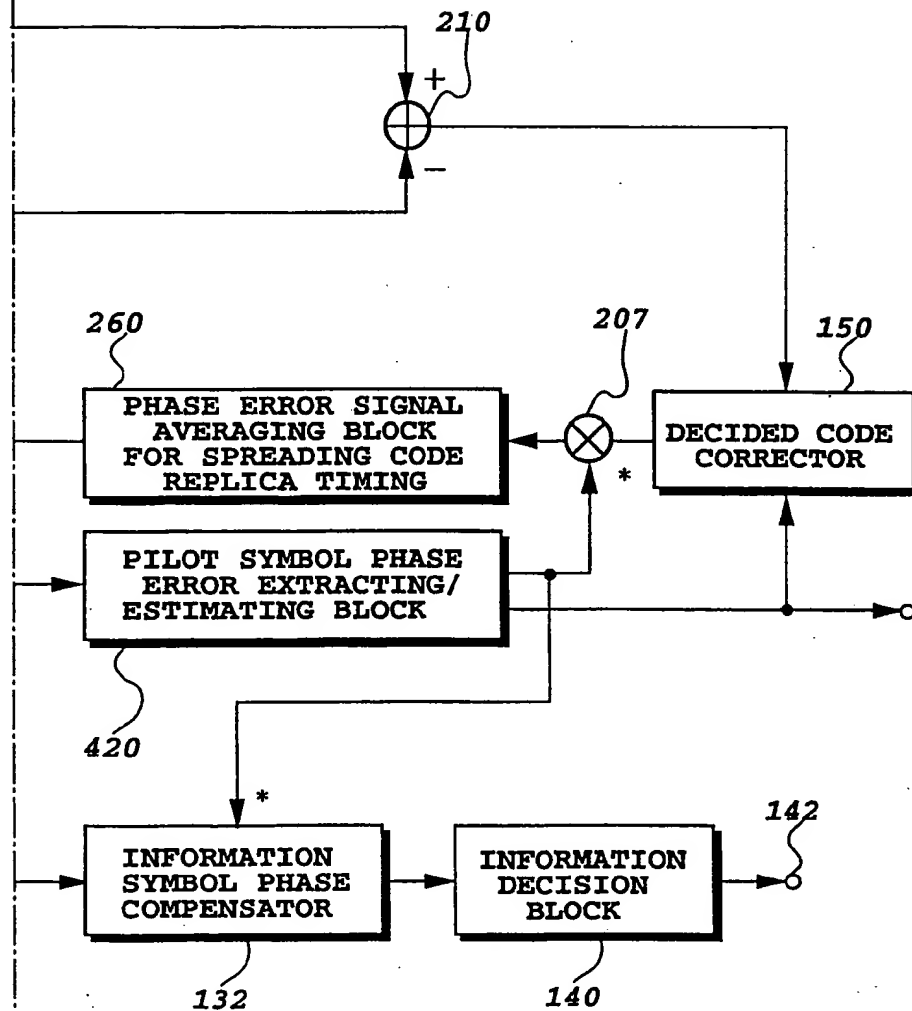 210
+
−
260
207
150
PHASE ERROR SIGNAL
AVERAGING BLOCK
FOR SPREADING CODE
REPLICA TIMING
DECIDED CODE
CORRECTOR
*
PILOT SYMBOL PHASE
ERROR EXTRACTING/
ESTIMATING BLOCK
420
*
142
INFORMATION
SYMBOL PHASE
COMPENSATOR
INFORMATION
DECISION
BLOCK
132
140